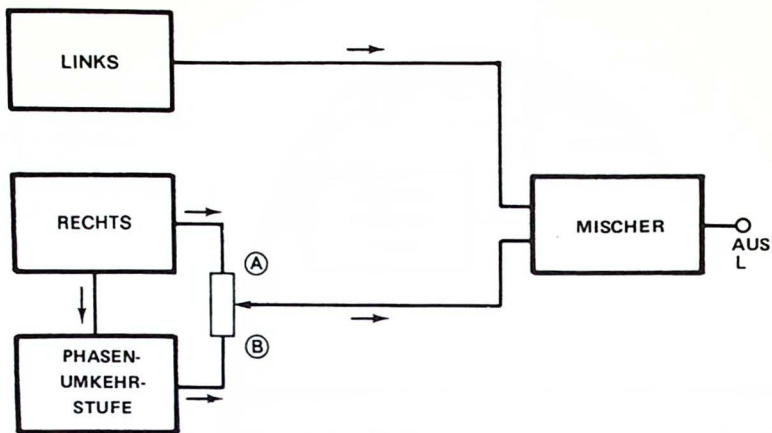 LINKS
RECHTS
A
MISCHER
AUS
L
B
PHASEN-
UMKEHR-
STUFE